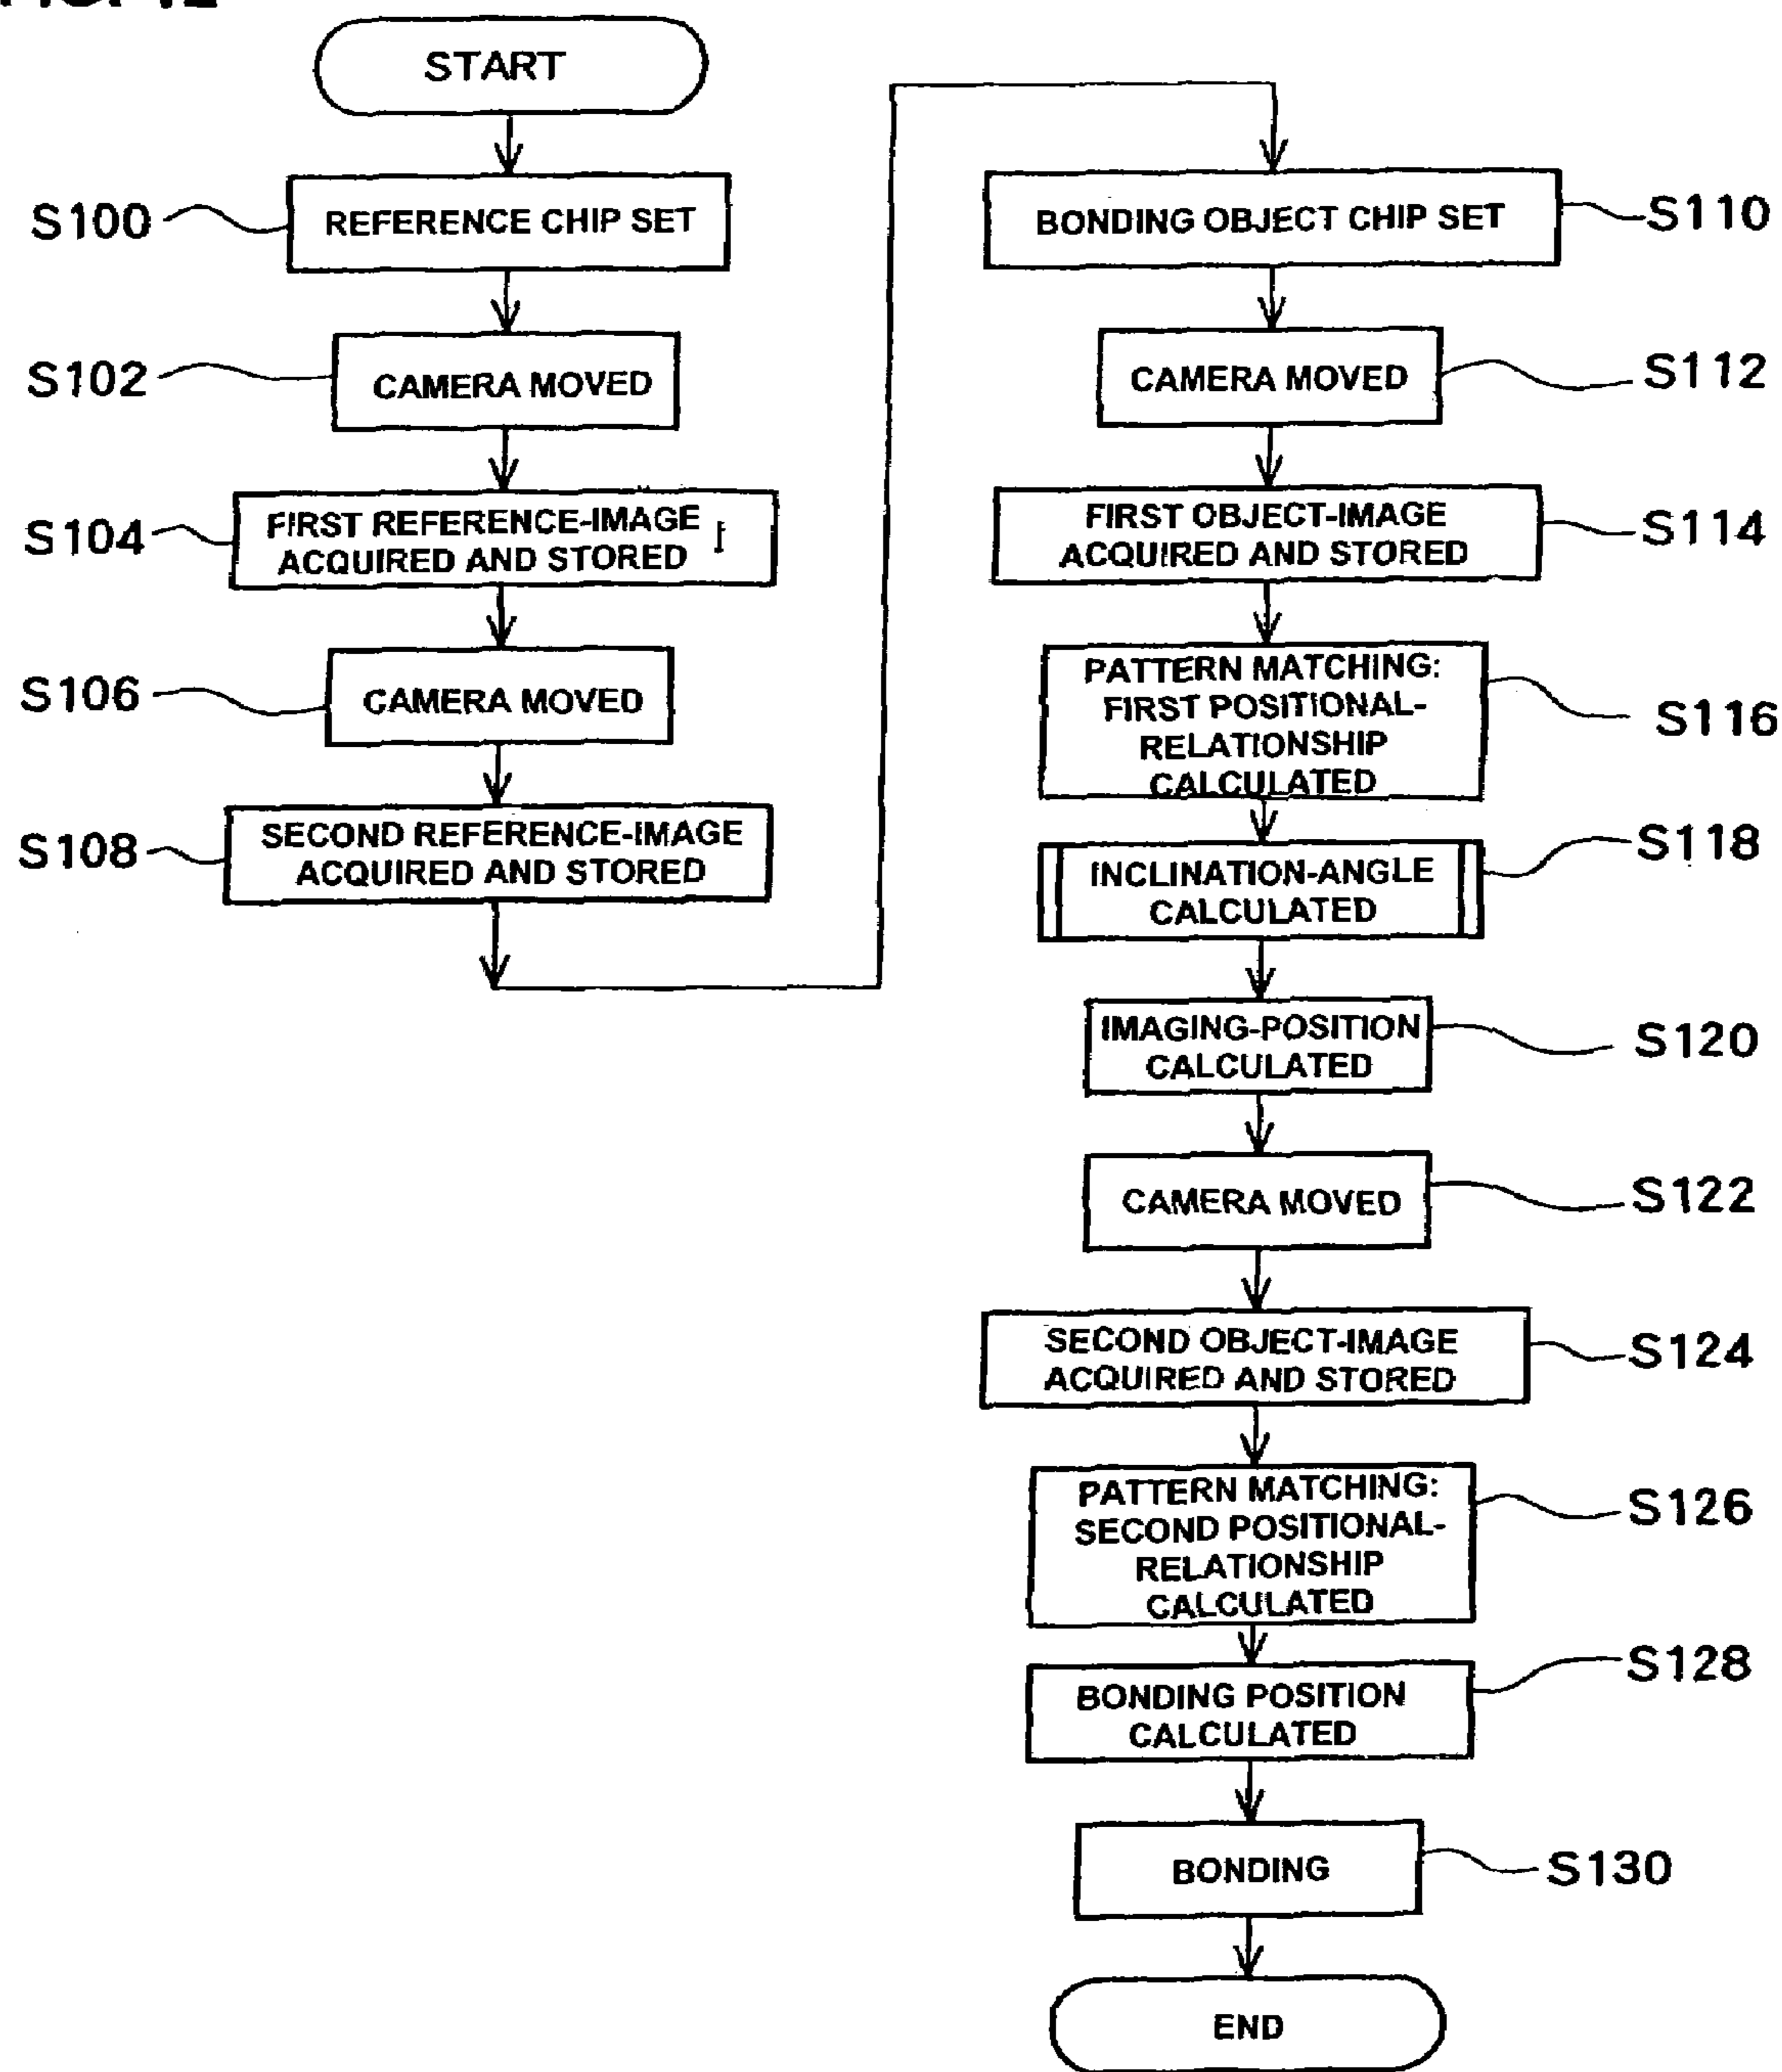 START
S100
REFERENCE CHIP SET
S102
CAMERA MOVED
S104
FIRST REFERENCE-IMAGE
ACQUIRED AND STORED
S106
CAMERA MOVED
S108
SECOND REFERENCE-IMAGE
ACQUIRED AND STORED
BONDING OBJECT CHIP SET
S110
CAMERA MOVED
S112
FIRST OBJECT-IMAGE
ACQUIRED AND STORED
S114
PATTERN MATCHING:
FIRST POSITIONAL-
RELATIONSHIP
CALCULATED
S116
INCLINATION-ANGLE
CALCULATED
S118
IMAGING-POSITION
CALCULATED
S120
CAMERA MOVED
S122
SECOND OBJECT-IMAGE
ACQUIRED AND STORED
S124
PATTERN MATCHING:
SECOND POSITIONAL-
RELATIONSHIP
CALCULATED
S126
BONDING POSITION
CALCULATED
S128
BONDING
S130
END